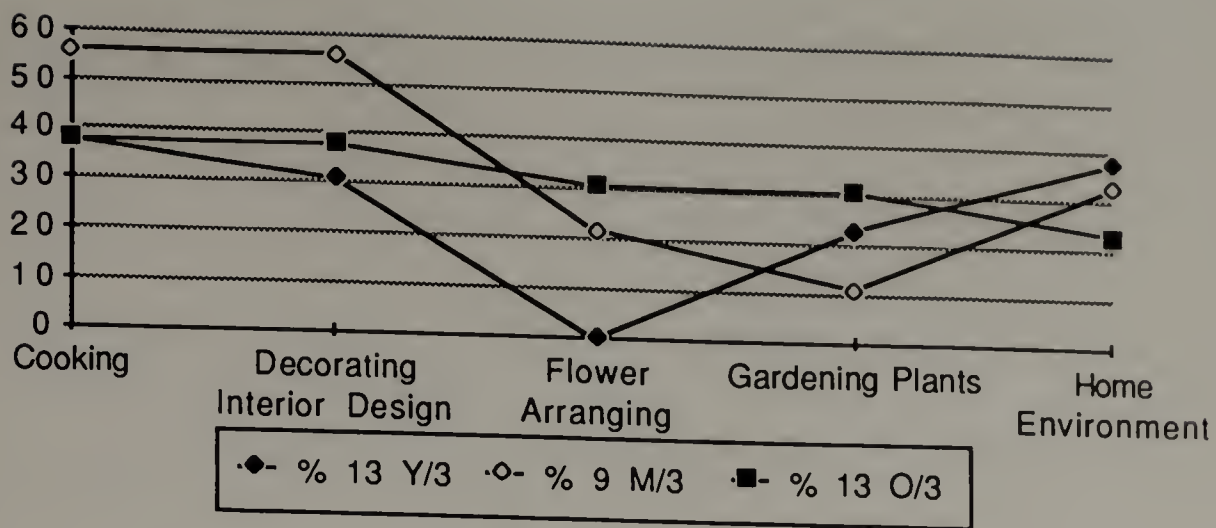 60
50
40
30
20
10
0
Cooking
Decorating
Interior Design
Flower
Arranging
Gardening Plants
Home
Environment
% 13 Y/3 % 9 M/3 % 13 O/3